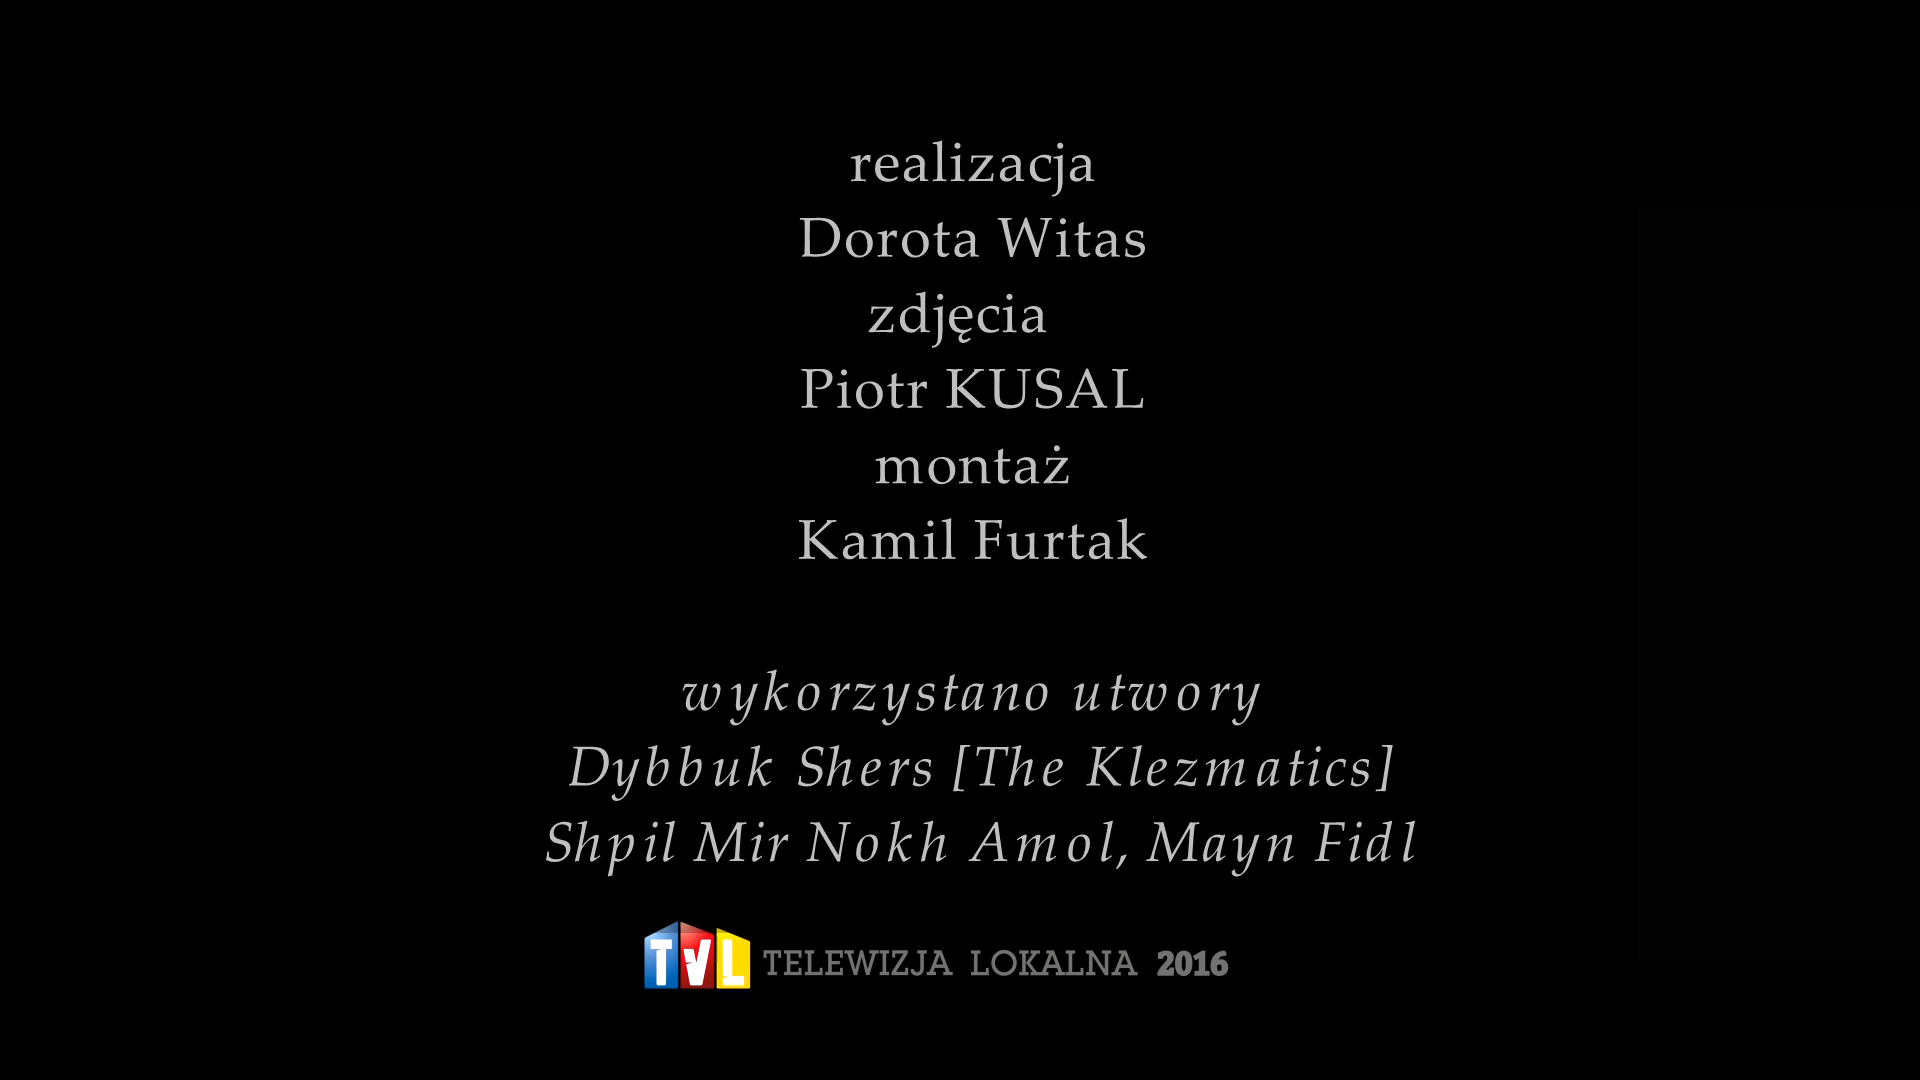 realizacja
Dorota Witas
zdjęcia
Piotr KUSAL
montaż
Kamil Furtak
wykorzystano utwory
Dybbuk Shers [The Klezmatics]
Shpil Mir Nokh Amol, Mayn Fidl
TVL TELEWIZJA LOKALNA 2016